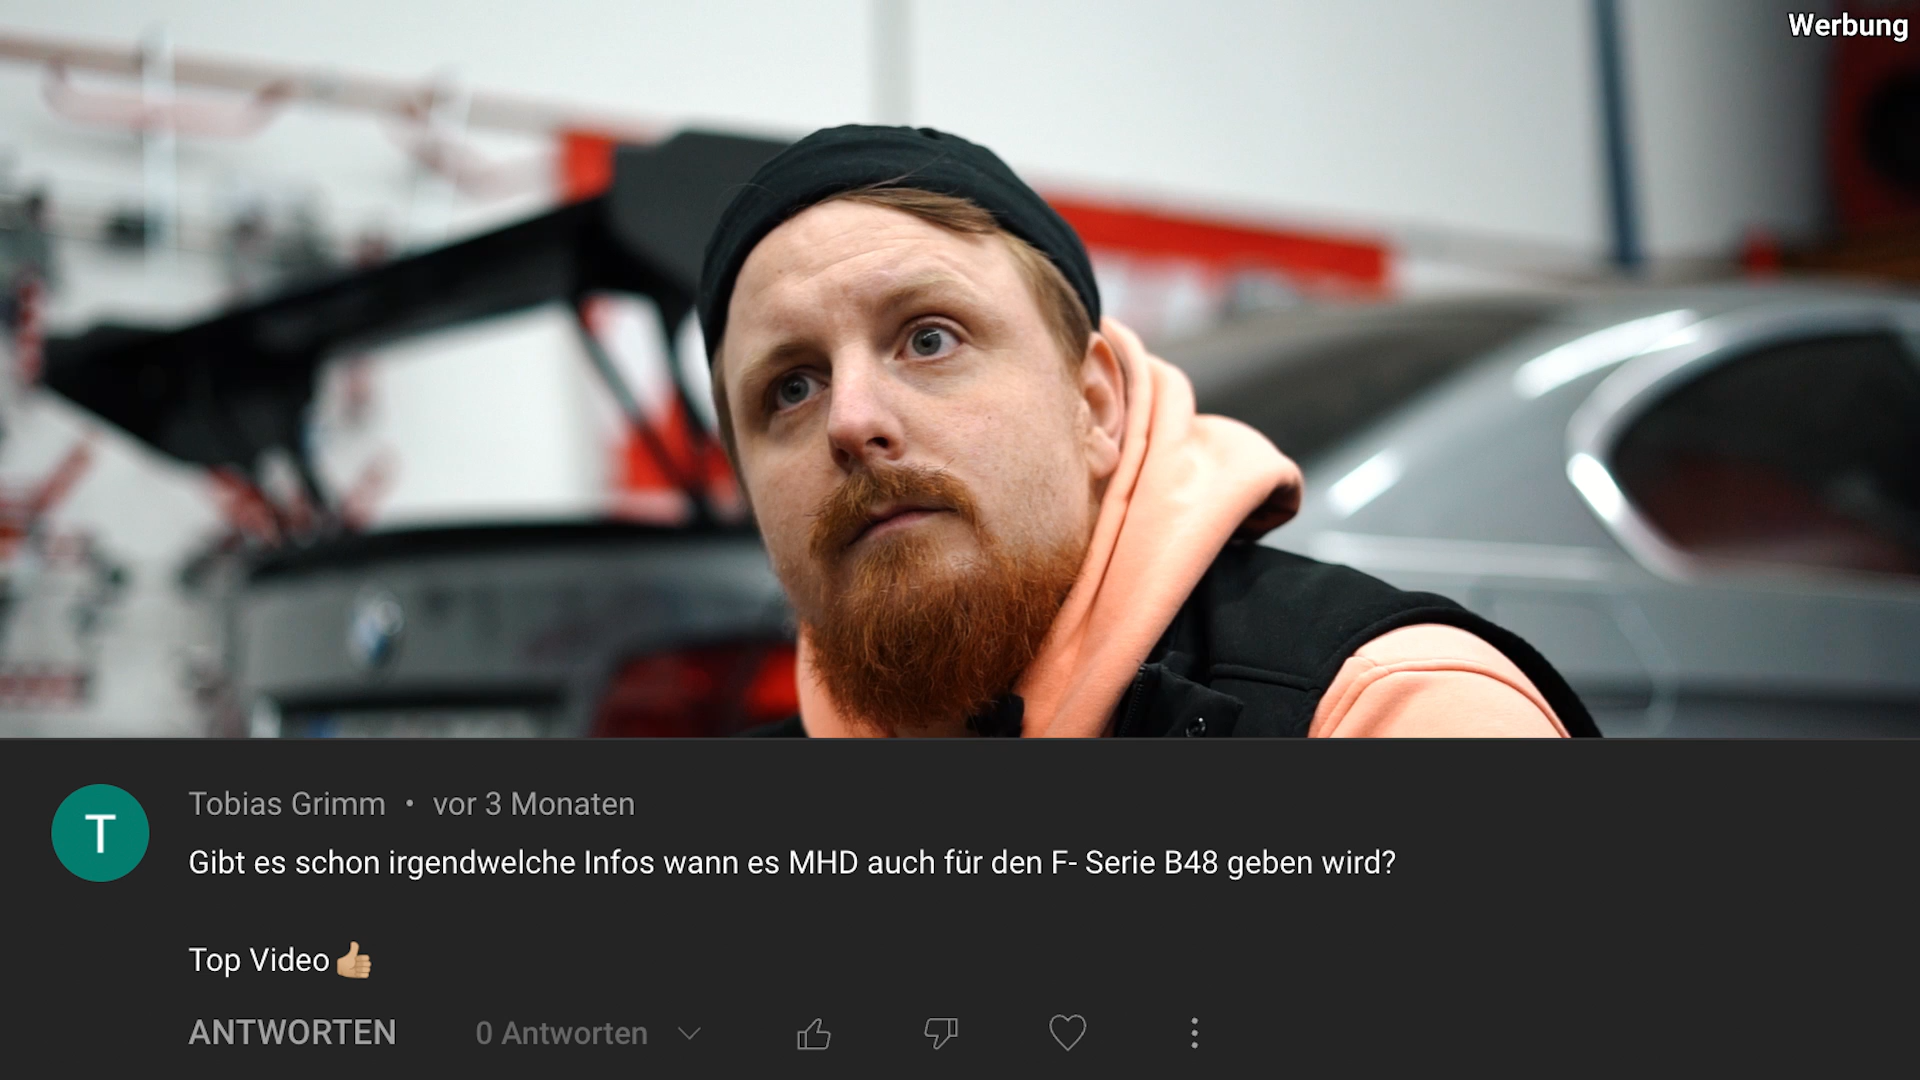 Werbung
Tobias Grimm • vor 3 Monaten
Gibt es schon irgendwelche Infos wann es MHD auch für den F- Serie B48 geben wird?
Top Video👍🏼
ANTWORTEN 0 Antworten